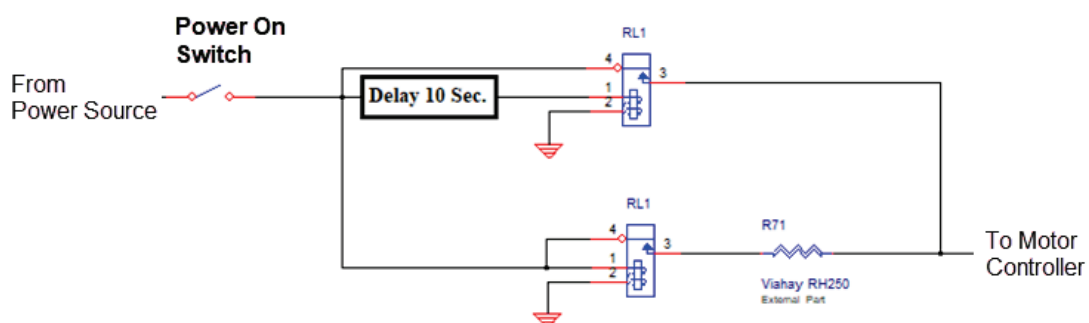 Power On
Switch
From
Power Source
Delay 10 Sec.
RL1
4
3
1
2
RL1
4
3
1
2
R71
Viahay RH250
External Part
To Motor
Controller